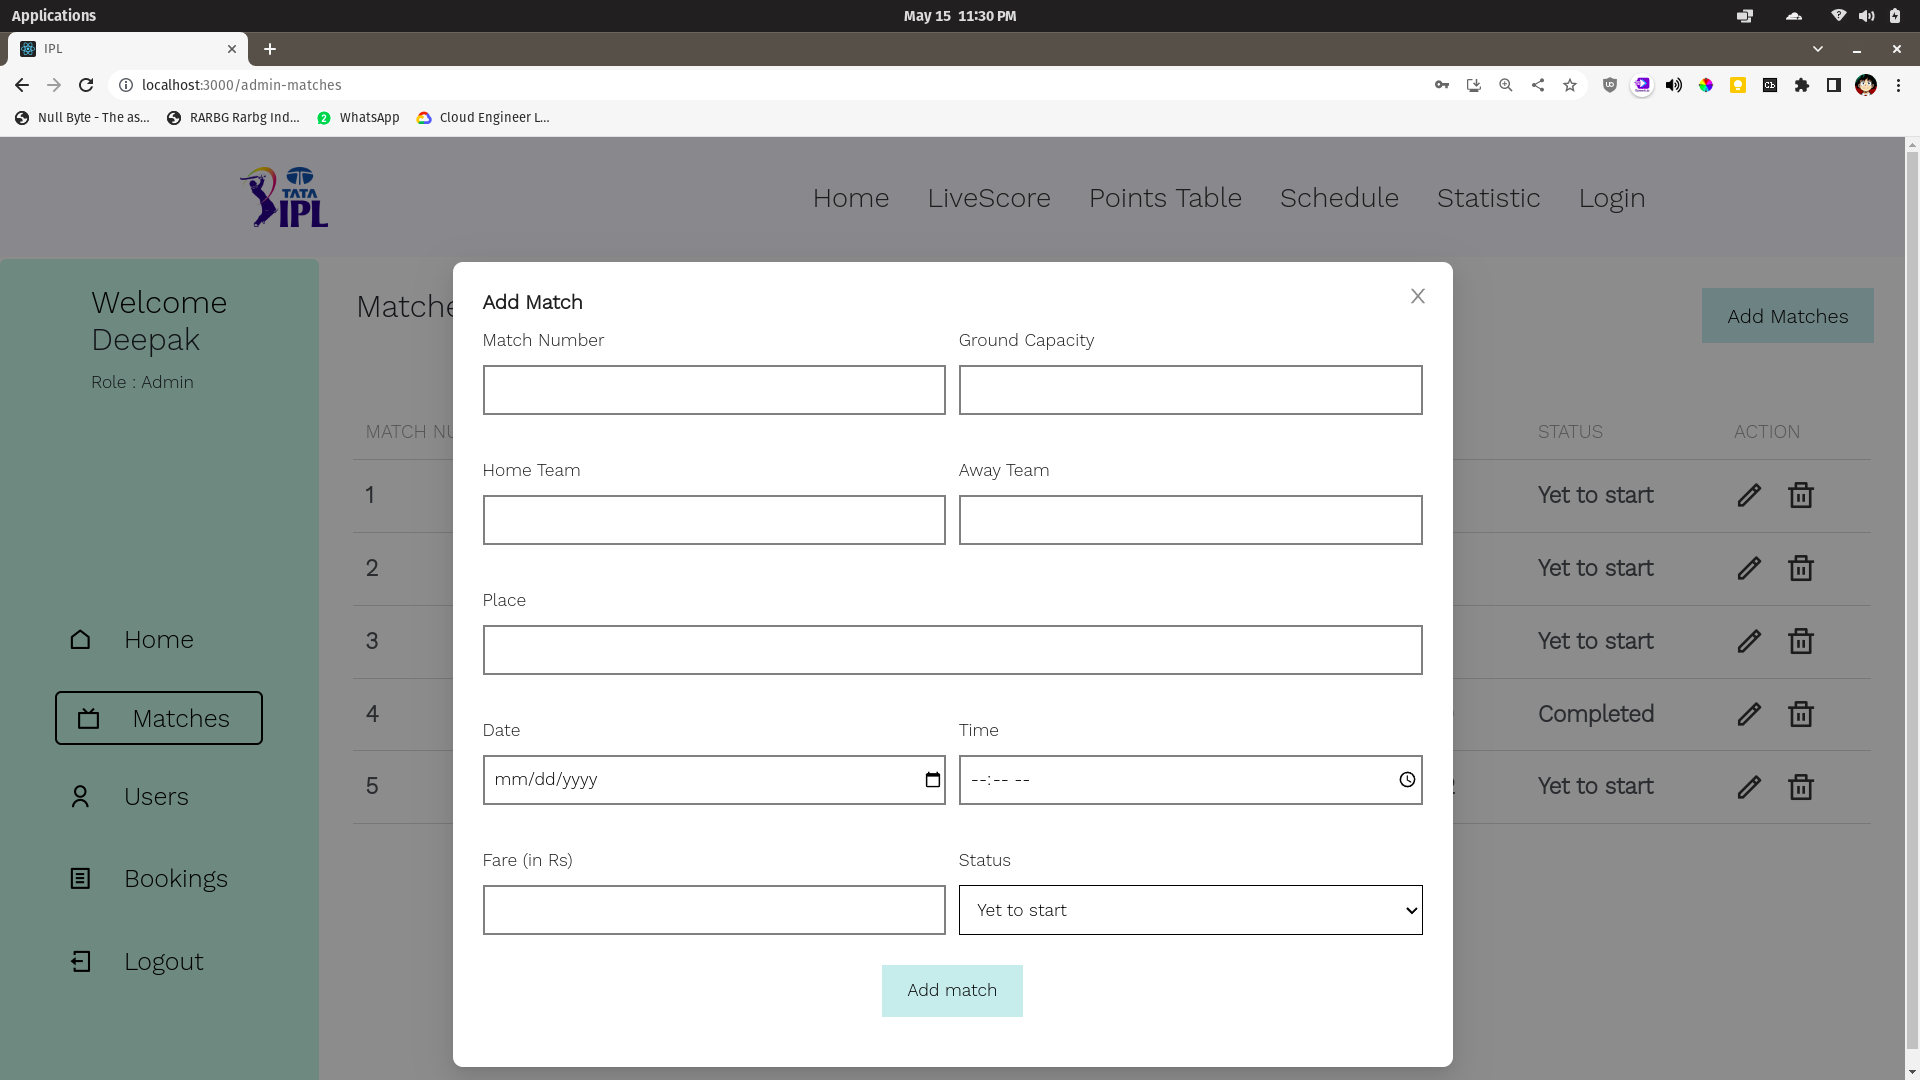 Applications
May 15 11:30 PM
IPL
localhost:3000/admin-matches
Null Byte - The as...
RARBG Rarbg Ind...
2
WhatsApp
Cloud Engineer L...
TATA
IPL
Home
LiveScore
Points Table
Schedule
Statistic
Login
Welcome
Deepak
Role : Admin
Home
Matches
Users
Bookings
Logout
Matche
Add Matches
MATCH NU
STATUS
ACTION
1
Yet to start
2
Yet to start
3
Yet to start
4
Completed
5
Yet to start
Add Match
X
Match Number
Ground Capacity
Home Team
Away Team
Place
Date
Time
mm/dd/yyyy
--:-- --
Fare (in Rs)
Status
Yet to start
Add match